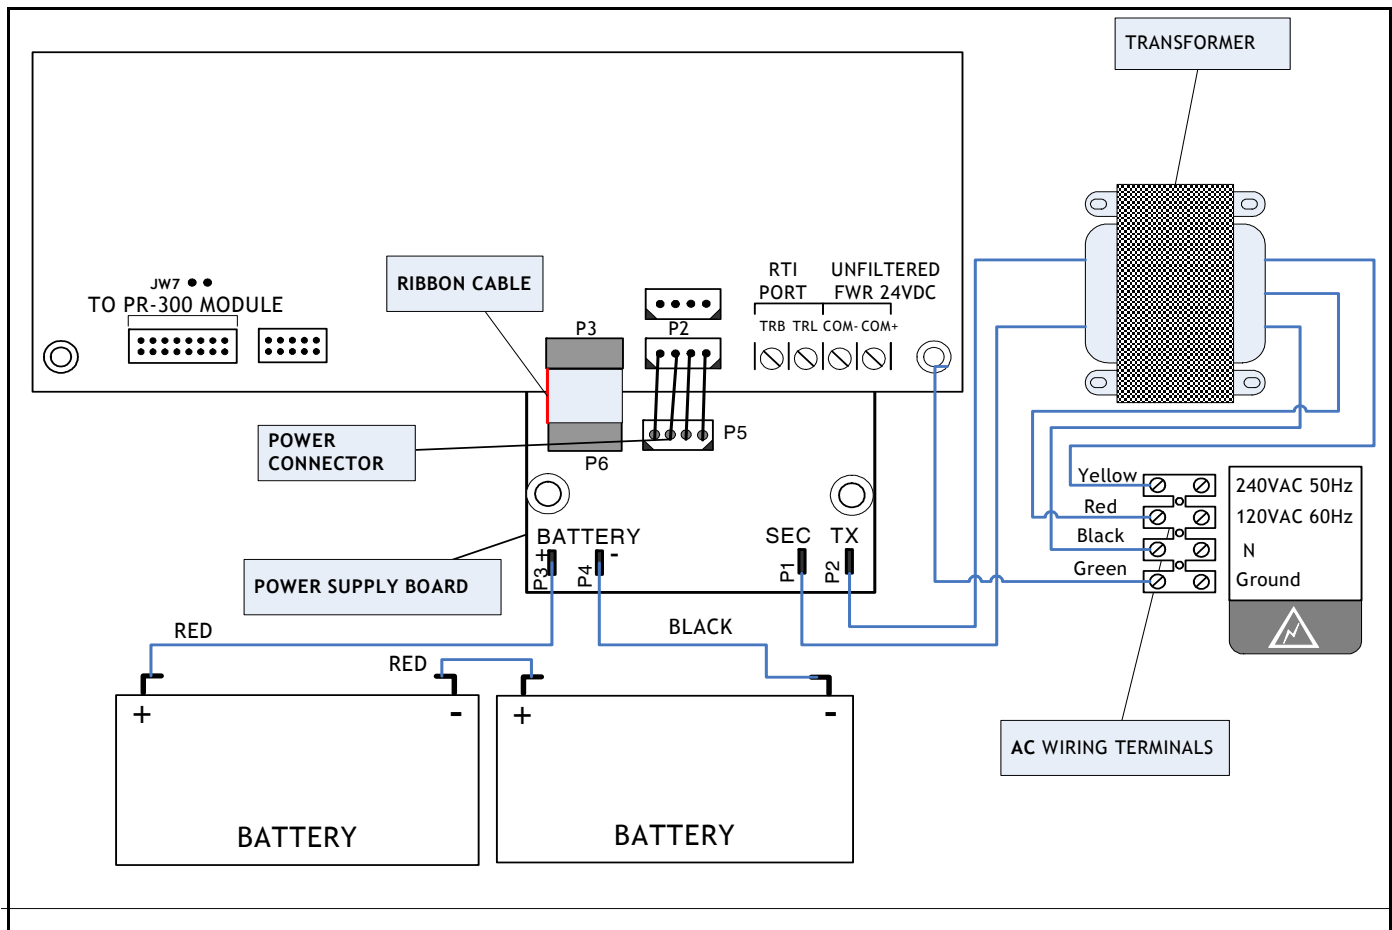 TRANSFORMER
RTI
PORT
UNFILTERED
FWR 24VDC
RIBBON CABLE
JW7
TO PR-300 MODULE
P3
P2
TRB TRL COM- COM+
POWER
CONNECTOR
P5
P6
Yellow
240VAC 50Hz
Red
120VAC 60Hz
Black
N
Green
Ground
BATTERY
SEC TX
+
-
P3
P4
P1
P2
POWER SUPPLY BOARD
RED
BLACK
RED
+
-
+
-
AC WIRING TERMINALS
BATTERY
BATTERY